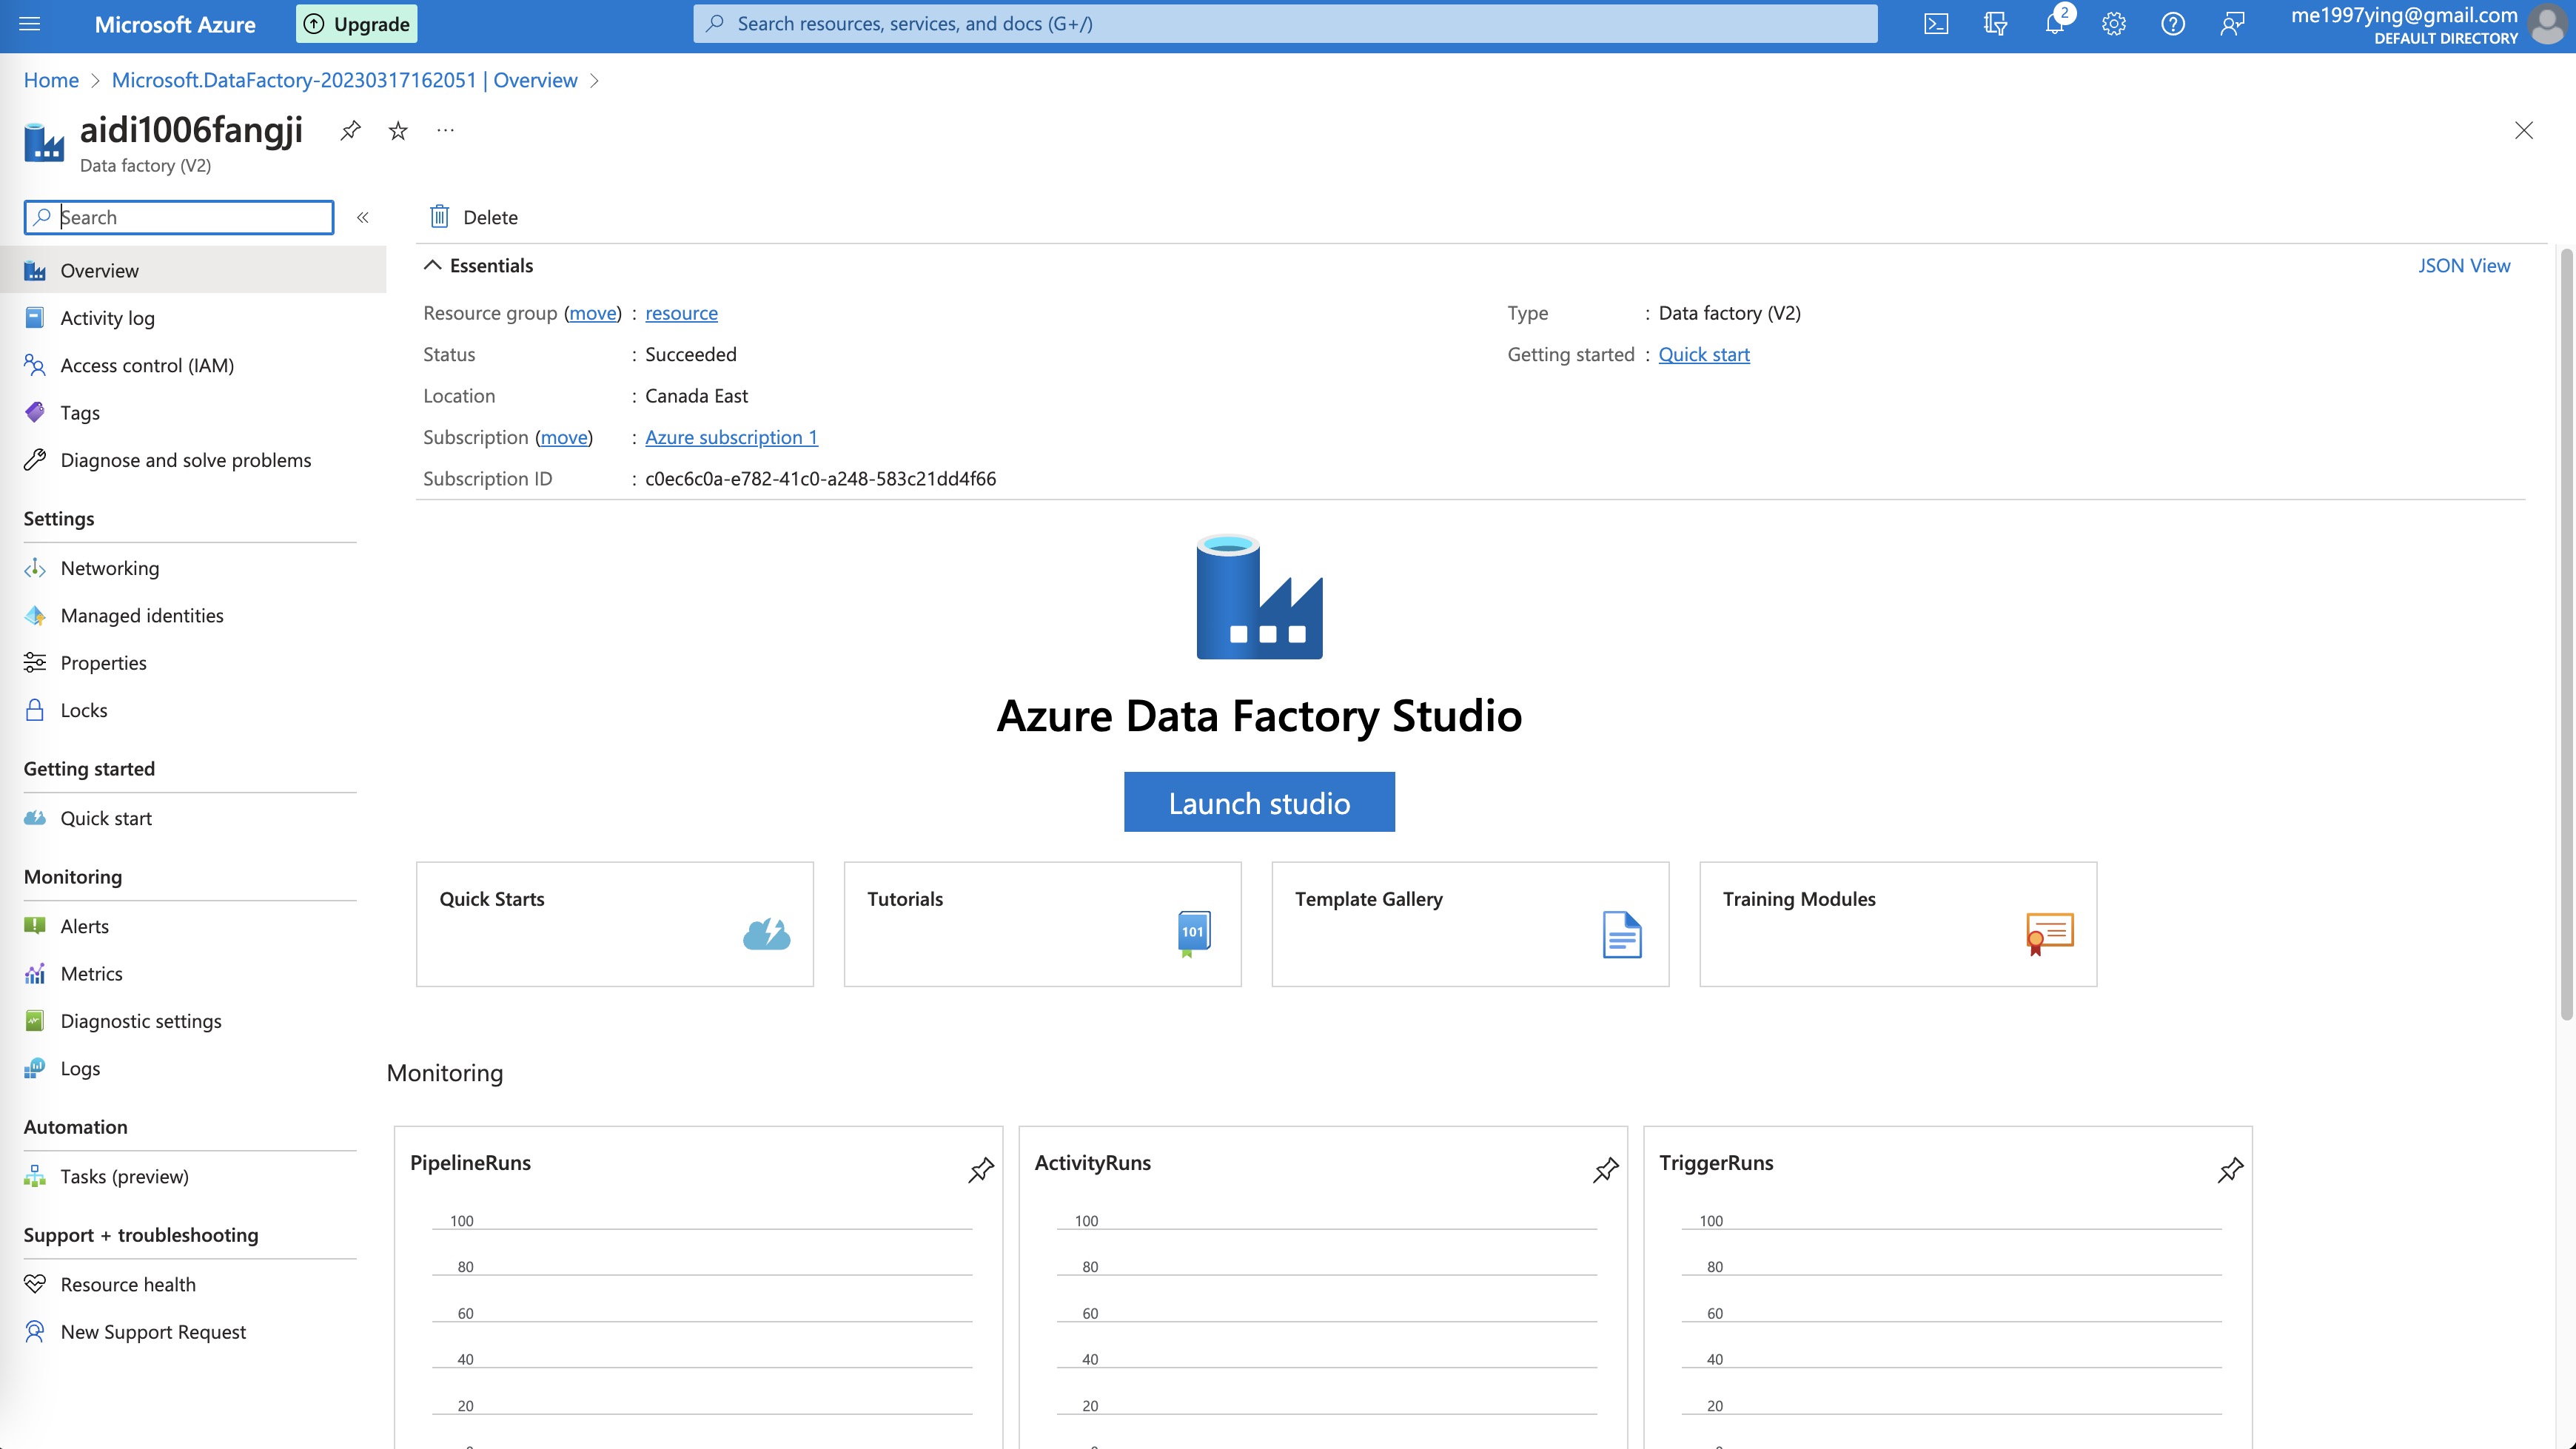 Microsoft Azure
Upgrade
Search resources, services, and docs (G+/)
2
me1997ying@gmail.com
DEFAULT DIRECTORY
Home > Microsoft.DataFactory-20230317162051 | Overview >
aidi1006fangji
Data factory (V2)
Search
«
Overview
Activity log
Access control (IAM)
Tags
Diagnose and solve problems
Settings
Networking
Managed identities
Properties
Locks
Getting started
Quick start
Monitoring
Alerts
Metrics
Diagnostic settings
Logs
Automation
Tasks (preview)
Support + troubleshooting
Resource health
New Support Request
Delete
Essentials
JSON View
Resource group (move) : resource
Status : Succeeded
Location : Canada East
Subscription (move) : Azure subscription 1
Subscription ID : c0ec6c0a-e782-41c0-a248-583c21dd4f66
Type : Data factory (V2)
Getting started : Quick start
Azure Data Factory Studio
Launch studio
Quick Starts
Tutorials
101
Template Gallery
Training Modules
Monitoring
PipelineRuns
100
80
60
40
20
ActivityRuns
100
80
60
40
20
TriggerRuns
100
80
60
40
20